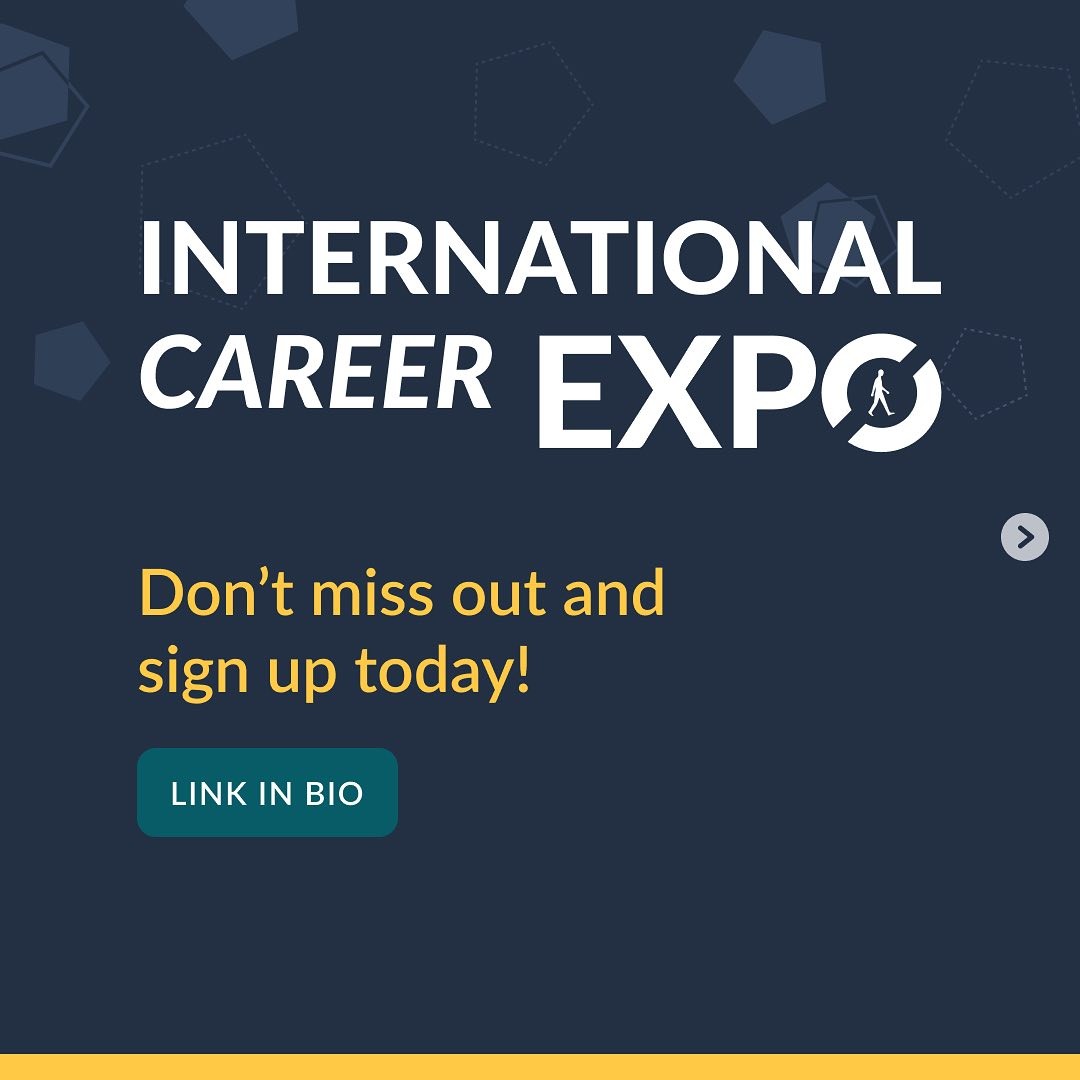 INTERNATIONAL
CAREER EXPO
Don’t miss out and
sign up today!
LINK IN BIO